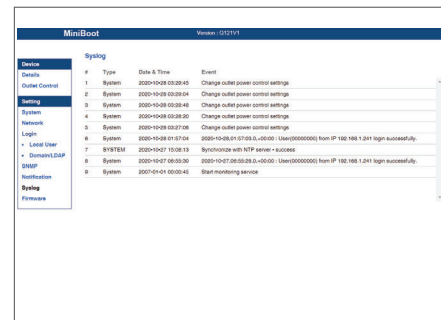 MiniBoot
Version : G121V1
Device
Details
Outlet Control
Setting
System
Network
Login
• Local User
• Domain/LDAP
SNMP
Notification
Syslog
Firmware
Syslog
# Type Date & Time Event
1 System 2020-10-28 03:29:45 Change outlet power control settings
2 System 2020-10-28 03:29:04 Change outlet power control settings
3 System 2020-10-28 03:28:48 Change outlet power control settings
4 System 2020-10-28 03:28:20 Change outlet power control settings
5 System 2020-10-28 03:27:06 Change outlet power control settings
6 System 2020-10-28 01:57:04 2020-10-28,01:57:03.0,+00:00 : User(00000000) from IP 192.168.1.241 login successfully.
7 SYSTEM 2020-10-27 15:08:13 Synchronize with NTP server - success
8 System 2020-10-27 06:55:30 2020-10-27,06:55:28.0,+00:00 : User(00000000) from IP 192.168.1.241 login successfully.
9 System 2007-01-01 00:00:45 Start monitoring service